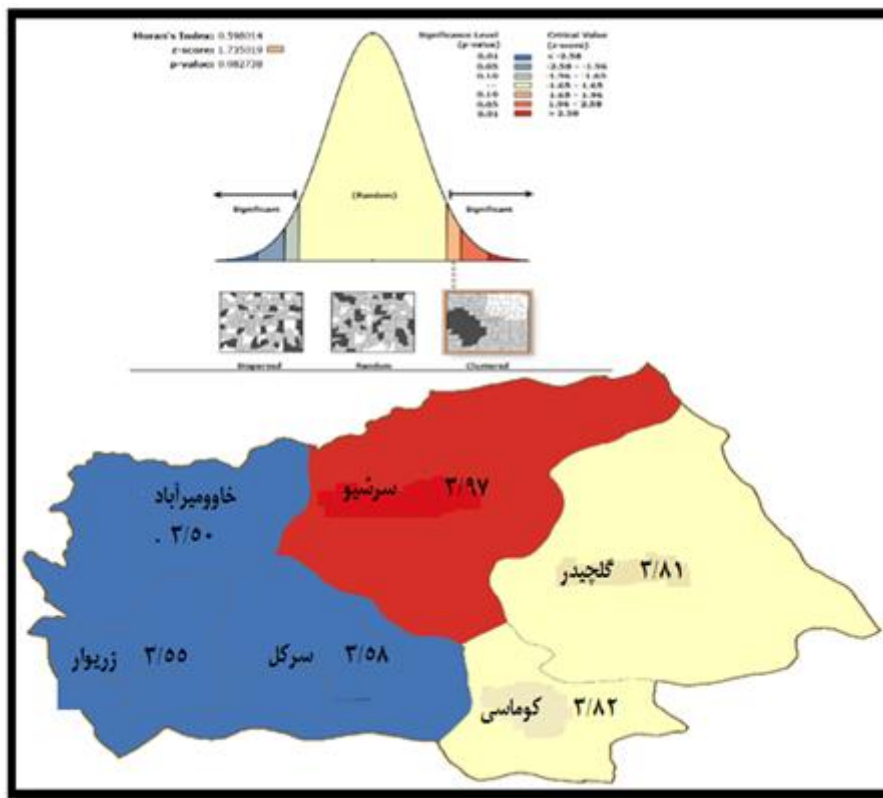 Moran's Index: 0.598014
z-score: 1.735019
p-value: 0.082738
Significance Level
(p-value)
Critical Value
(z-score)
0.01 < -2.58
0.05 -2.58 - -1.96
0.10 -1.96 - -1.65
--- -1.65 - 1.65
0.10 1.65 - 1.96
0.05 1.96 - 2.58
0.01 > 2.58
Significant
(Random)
Significant
Dispersed
Random
Clustered
سرشیو ۳/۹۷
خاوومیرآباد
۳/۵۰ .
گلچیدر ۳/۸۱
زریوار ۳/۵۵
سرکل ۳/۵۸
کوماسی ۳/۸۲